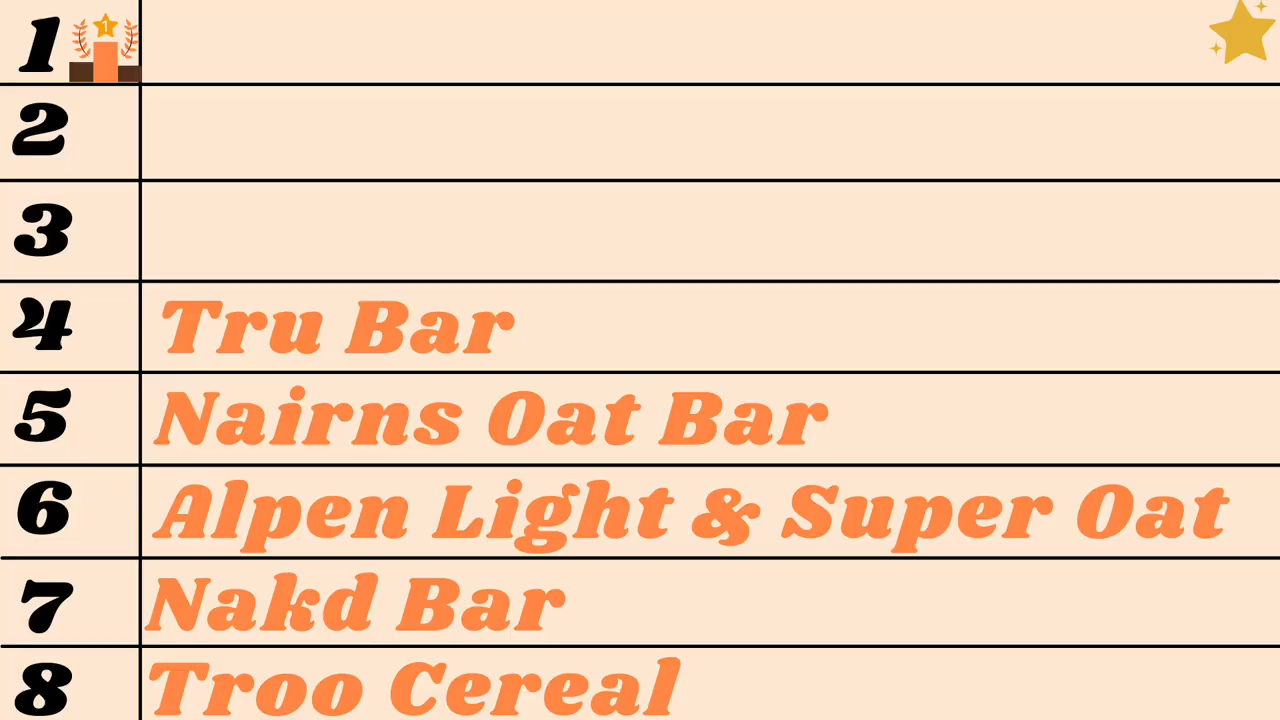 1 1
2
3
4 Tru Bar
5 Nairns Oat Bar
6 Alpen Light & Super Oat
7 Nakd Bar
8 Troo Cereal